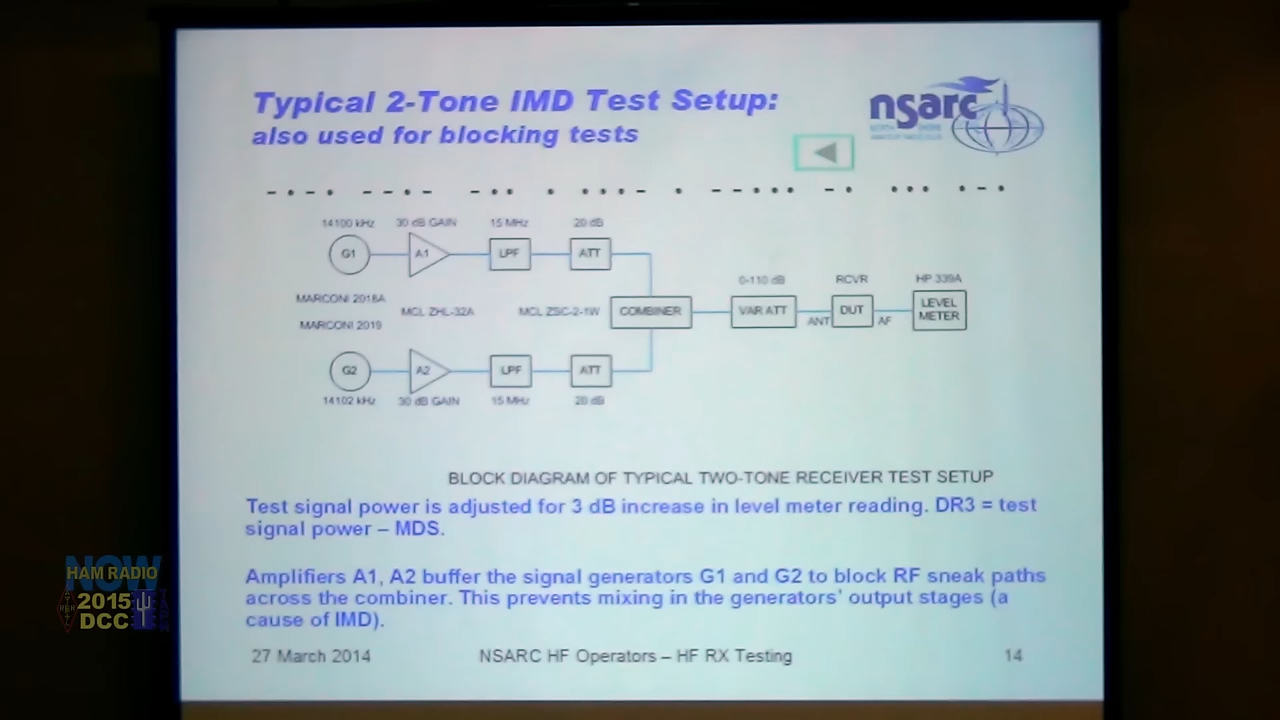 Typical 2-Tone IMD Test Setup:
also used for blocking tests
nsarc
14100 kHz
30 dB GAIN
15 MHz
20 dB
G1
A1
LPF
ATT
0-110 dB
RCVR
HP 339A
MARCONI 2018A
MCL ZHL-32A
MCL ZSC-2-1W
COMBINER
VAR ATT
ANT
DUT
AF
LEVEL
METER
MARCONI 2019
G2
A2
LPF
ATT
14102 kHz
30 dB GAIN
15 MHz
20 dB
BLOCK DIAGRAM OF TYPICAL TWO-TONE RECEIVER TEST SETUP
Test signal power is adjusted for 3 dB increase in level meter reading. DR3 = test
signal power – MDS.
Amplifiers A1, A2 buffer the signal generators G1 and G2 to block RF sneak paths
across the combiner. This prevents mixing in the generators' output stages (a
cause of IMD).
27 March 2014
NSARC HF Operators – HF RX Testing
14
NOW
HAM RADIO
2015
DCC